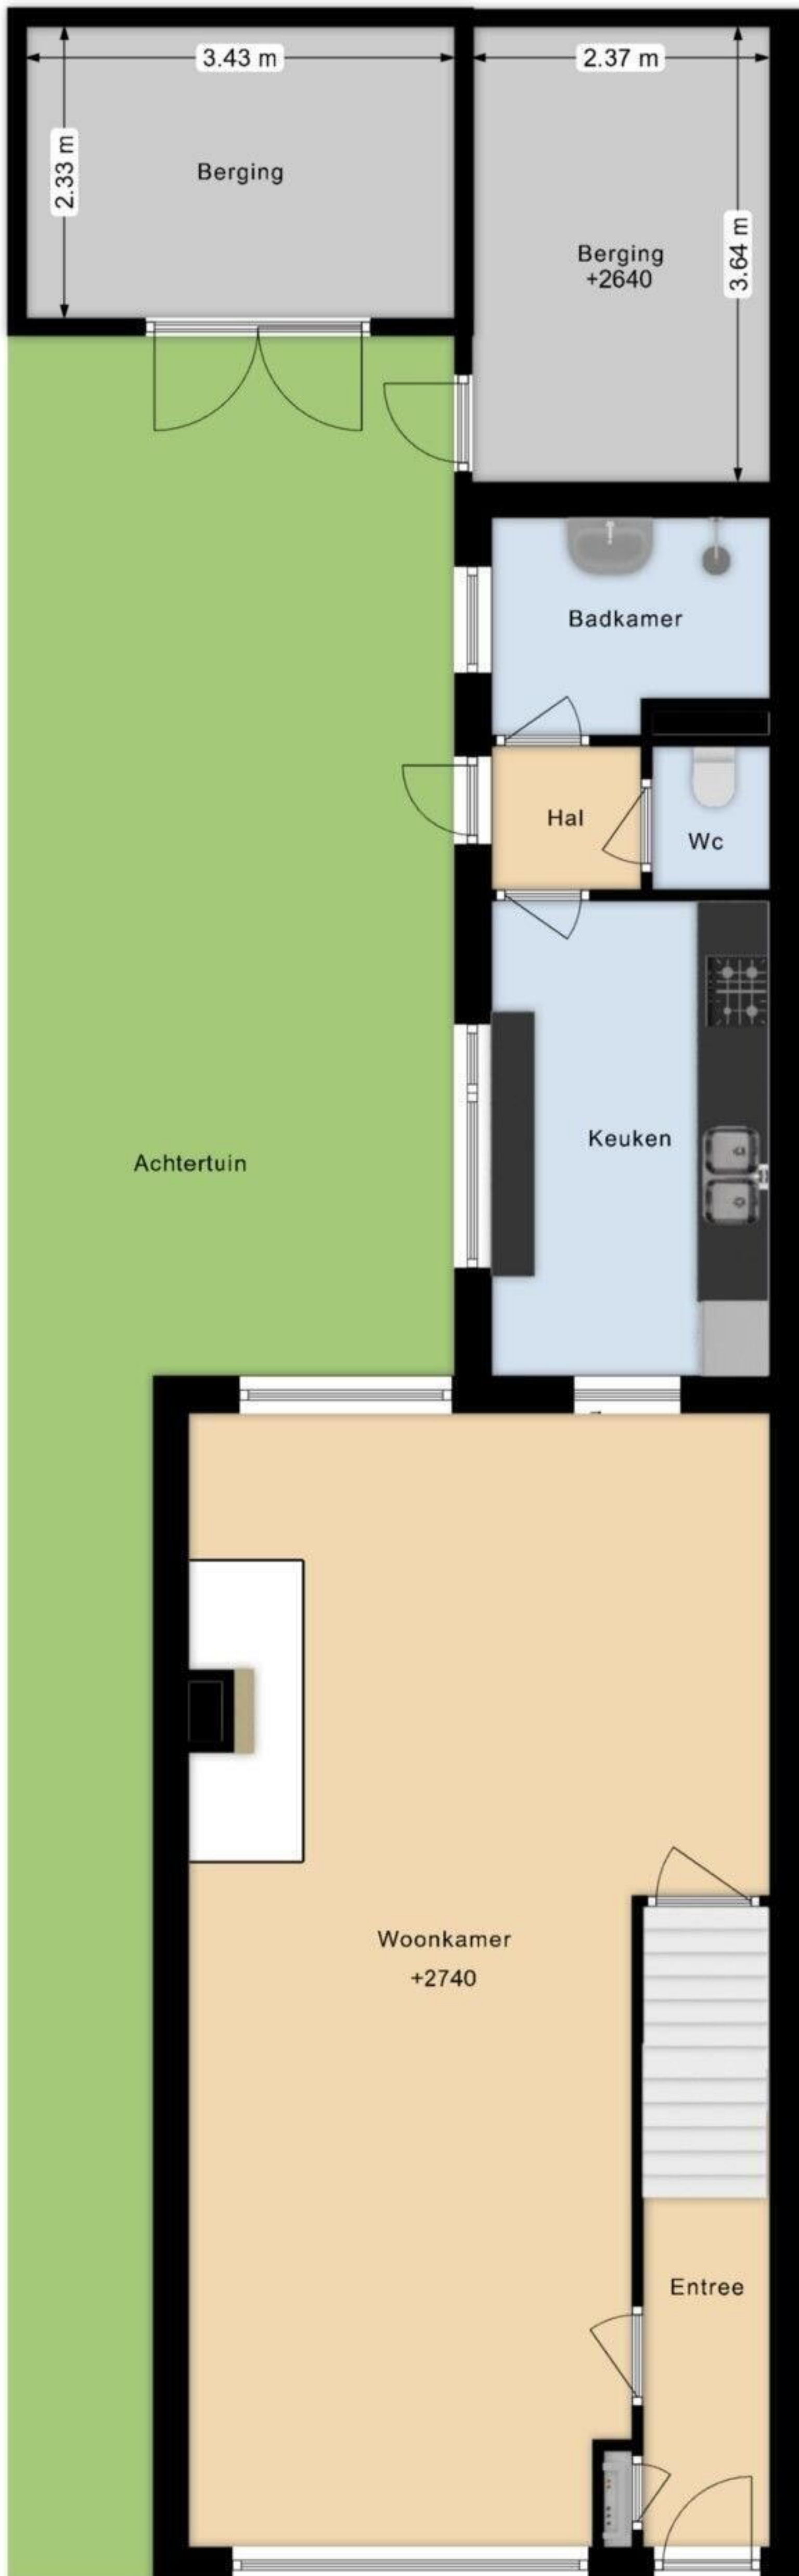 3.43 m
2.37 m
2.33 m
Berging
3.64 m
Berging
+2640
Badkamer
Hal
Wc
Keuken
Achtertuin
Woonkamer
+2740
Entree